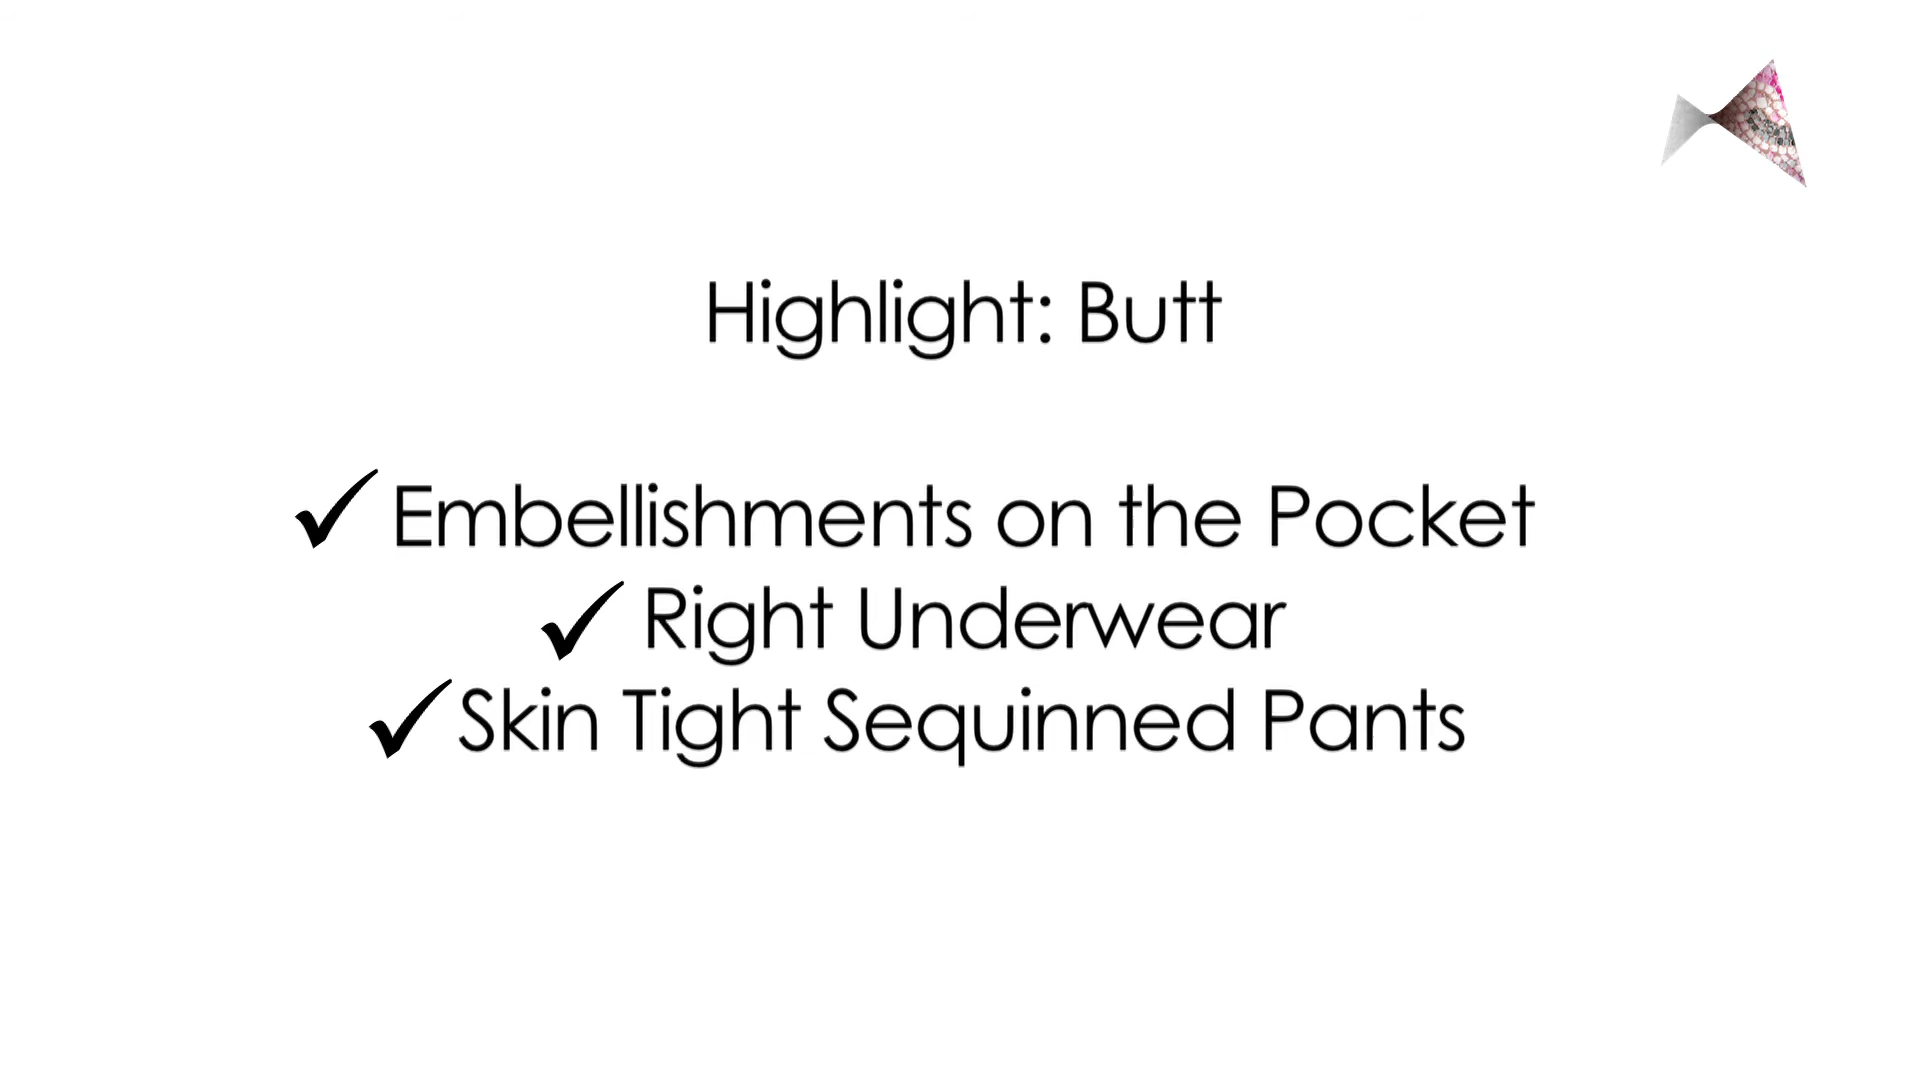 Highlight: Butt
✓ Embellishments on the Pocket
✓ Right Underwear
✓ Skin Tight Sequinned Pants